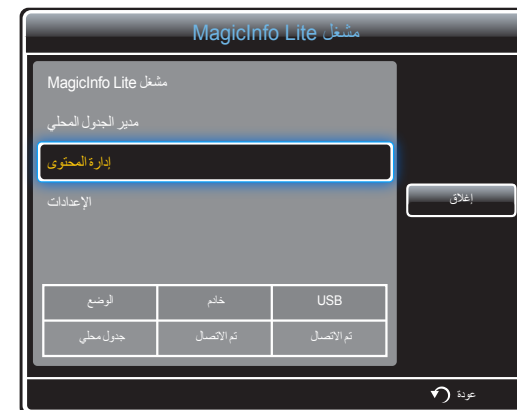 مشغل MagicInfo Lite
مشغل MagicInfo Lite
مدير الجدول المحلي
إدارة المحتوى
الإعدادات
إغلاق
الوضع خادم USB
جدول محلي تم الاتصال تم الاتصال
عودة